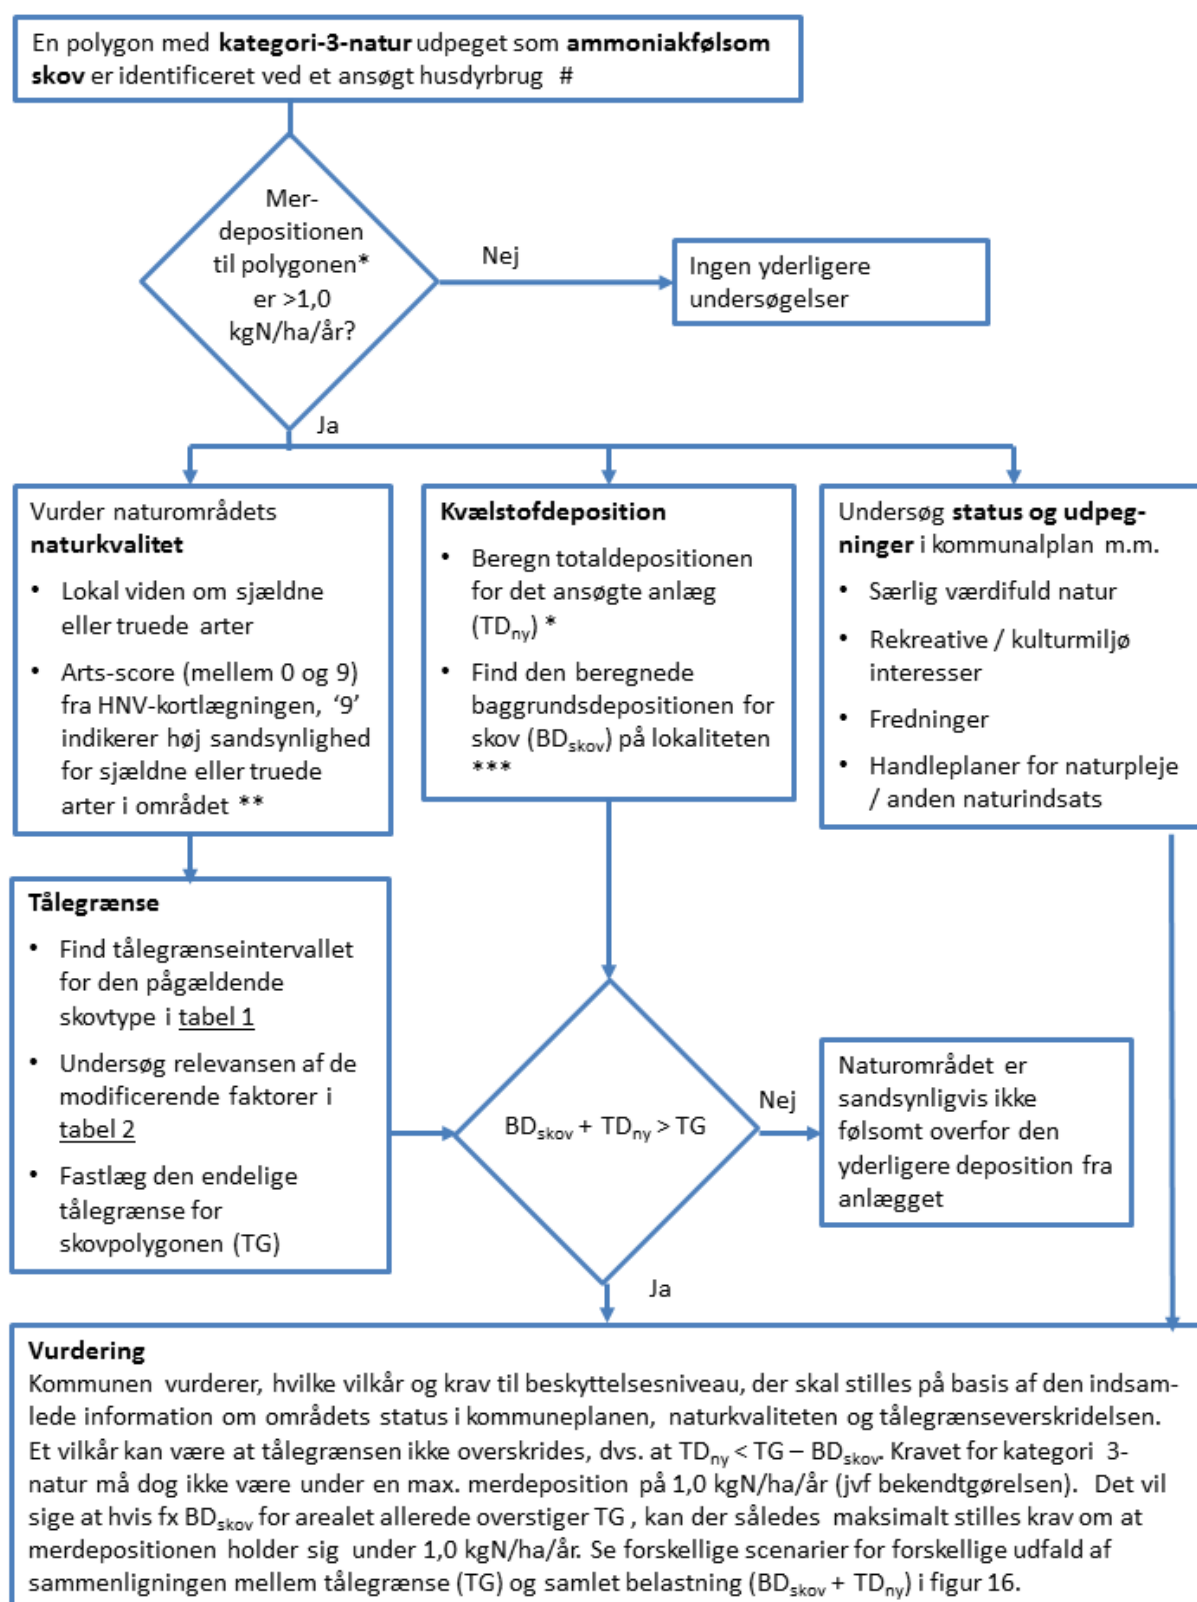 En polygon med kategori-3-natur udpeget som ammoniakfølsom
skov er identificeret ved et ansøgt husdyrbrug #
Mer-
depositionen
til polygonen*
er >1,0
kgN/ha/år?
Nej
Ingen yderligere
undersøgelser
Ja
Vurder naturområdets
naturkvalitet
• Lokal viden om sjældne
eller truede arter
• Arts-score (mellem 0 og 9)
fra HNV-kortlægningen, ‘9’
indikerer høj sandsynlighed
for sjældne eller truede
arter i området **
Kvælstofdeposition
• Beregn totaldepositionen
for det ansøgte anlæg
(TDny) *
• Find den beregnede
baggrundsdepositionen for
skov (BDskov) på lokaliteten
***
Undersøg status og udpeg-
ninger i kommunalplan m.m.
• Særlig værdifuld natur
• Rekreative / kulturmiljø
interesser
• Fredninger
• Handleplaner for naturpleje
/ anden naturindsats
Tålegrænse
• Find tålegrænseintervallet
for den pågældende
skovtype i tabel 1
• Undersøg relevansen af de
modificerende faktorer i
tabel 2
• Fastlæg den endelige
tålegrænse for
skovpolygonen (TG)
BDskov + TDny > TG
Nej
Naturområdet er
sandsynligvis ikke
følsomt overfor den
yderligere deposition fra
anlægget
Ja
Vurdering
Kommunen vurderer, hvilke vilkår og krav til beskyttelsesniveau, der skal stilles på basis af den indsam-
lede information om områdets status i kommuneplanen, naturkvaliteten og tålegrænseverskridelsen.
Et vilkår kan være at tålegrænsen ikke overskrides, dvs. at TDny < TG – BDskov. Kravet for kategori 3-
natur må dog ikke være under en max. merdeposition på 1,0 kgN/ha/år (jvf bekendtgørelsen). Det vil
sige at hvis fx BDskov for arealet allerede overstiger TG , kan der således maksimalt stilles krav om at
merdepositionen holder sig under 1,0 kgN/ha/år. Se forskellige scenarier for forskellige udfald af
sammenligningen mellem tålegrænse (TG) og samlet belastning (BDskov + TDny) i figur 16.